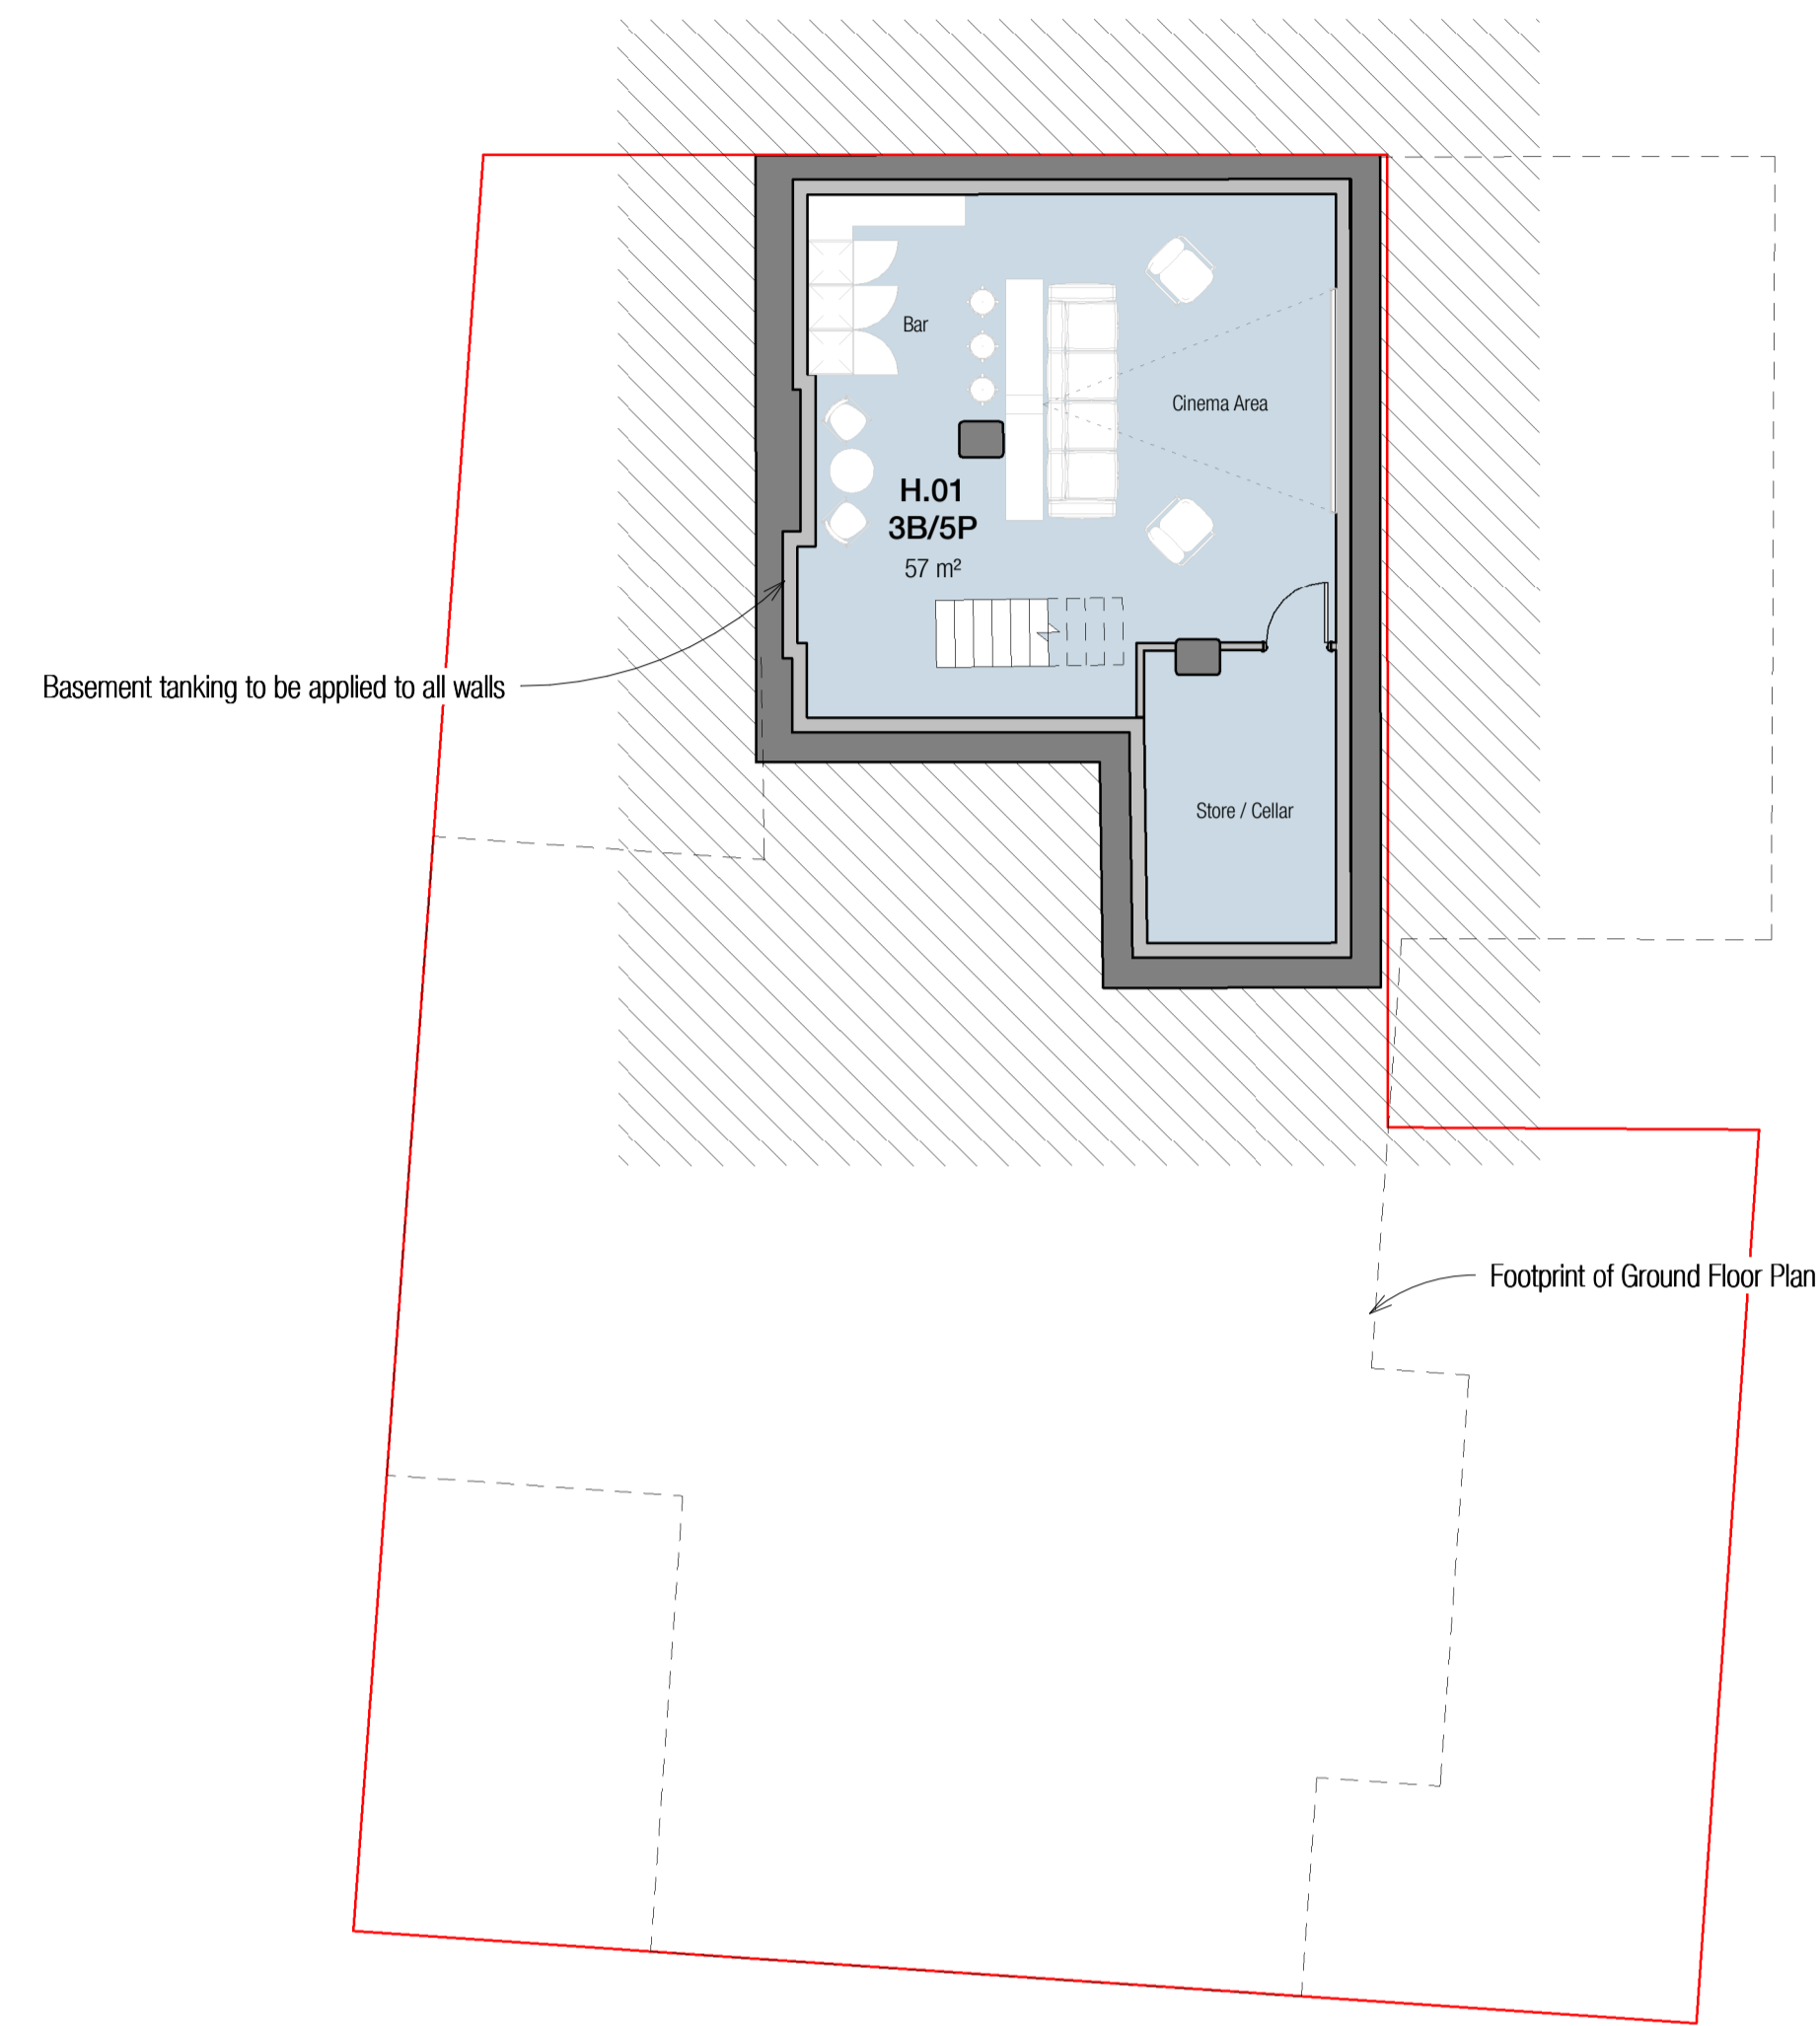 Bar
Cinema Area
H.01
3B/5P
57 m²
Basement tanking to be applied to all walls
Store / Cellar
Footprint of Ground Floor Plan